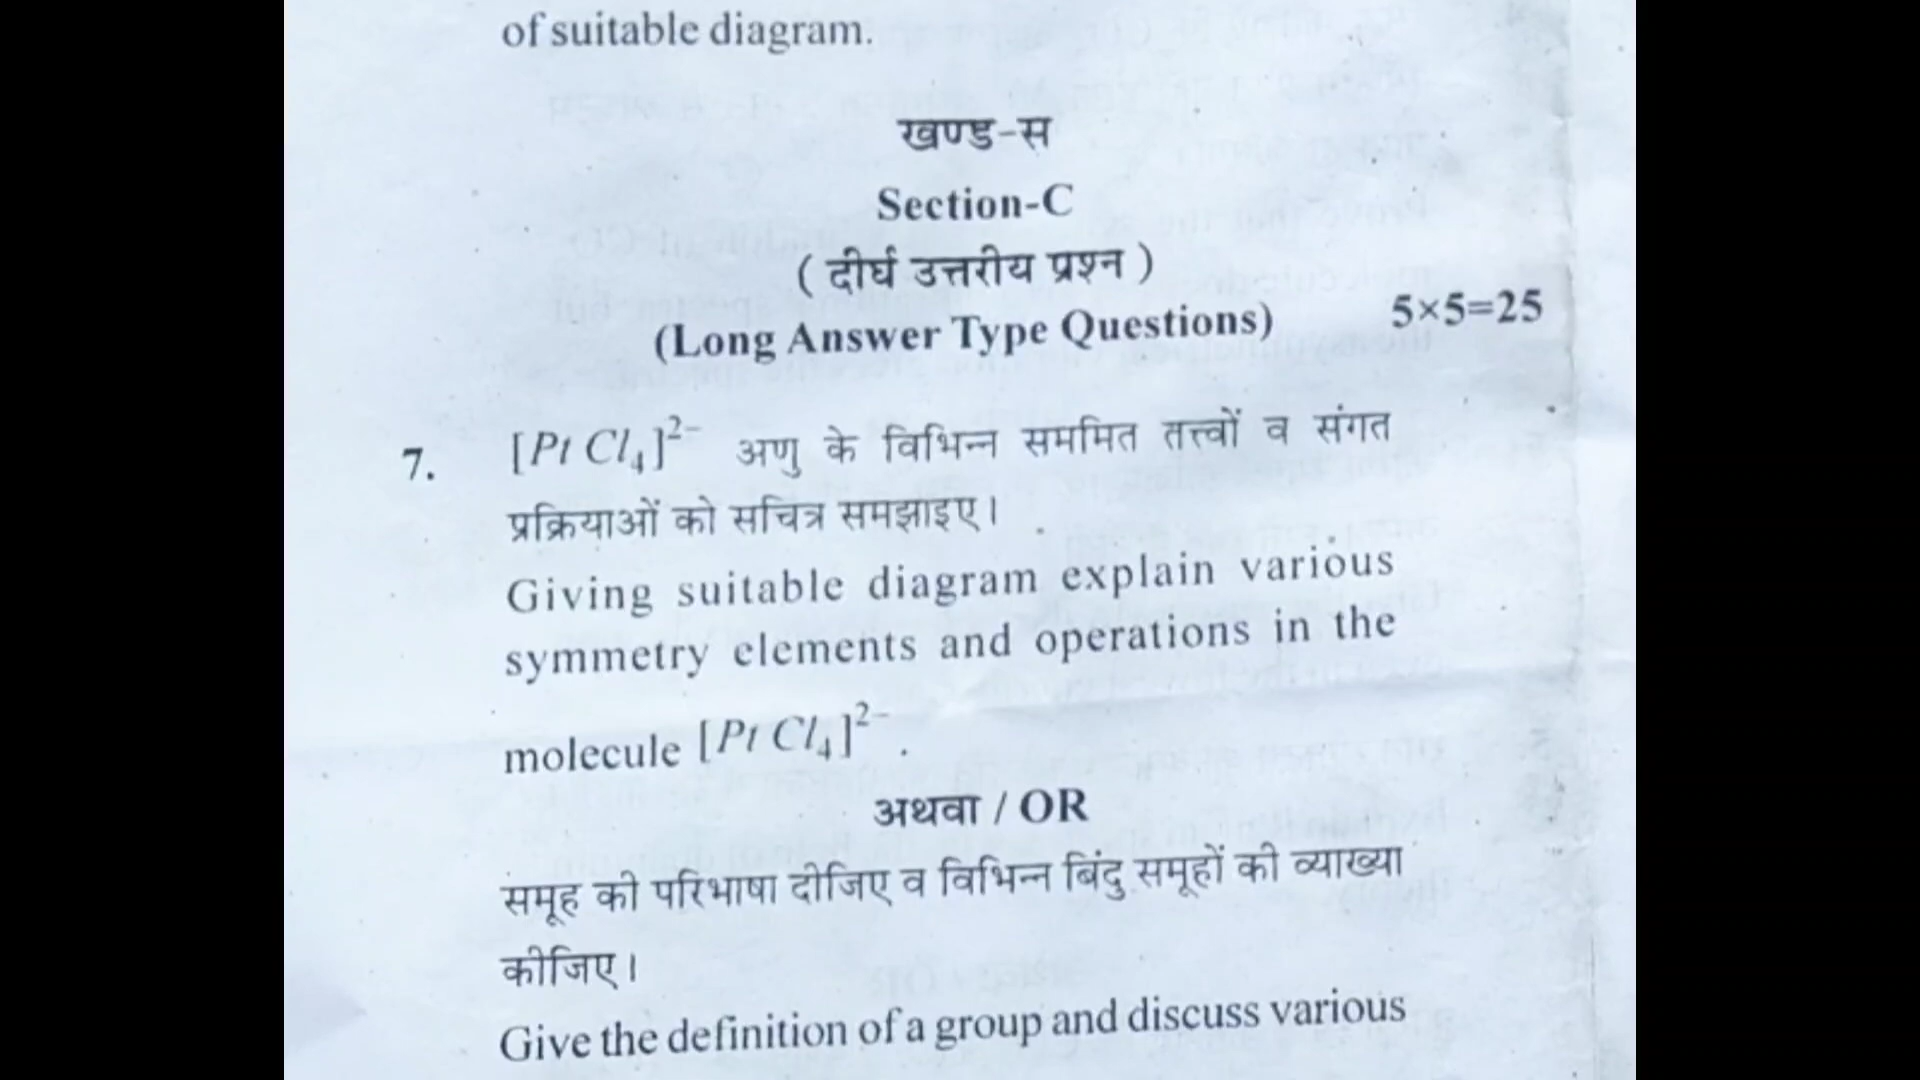 of suitable diagram.
खण्ड-स
Section-C
( दीर्घ उत्तरीय प्रश्न )
(Long Answer Type Questions) 5×5=25
7. [Pt Cl₄]²⁻ अणु के विभिन्न सममित तत्त्वों व संगत
प्रक्रियाओं को सचित्र समझाइए।
Giving suitable diagram explain various
symmetry elements and operations in the
molecule [Pt Cl₄]²⁻ .
अथवा / OR
समूह की परिभाषा दीजिए व विभिन्न बिंदु समूहों की व्याख्या
कीजिए।
Give the definition of a group and discuss various